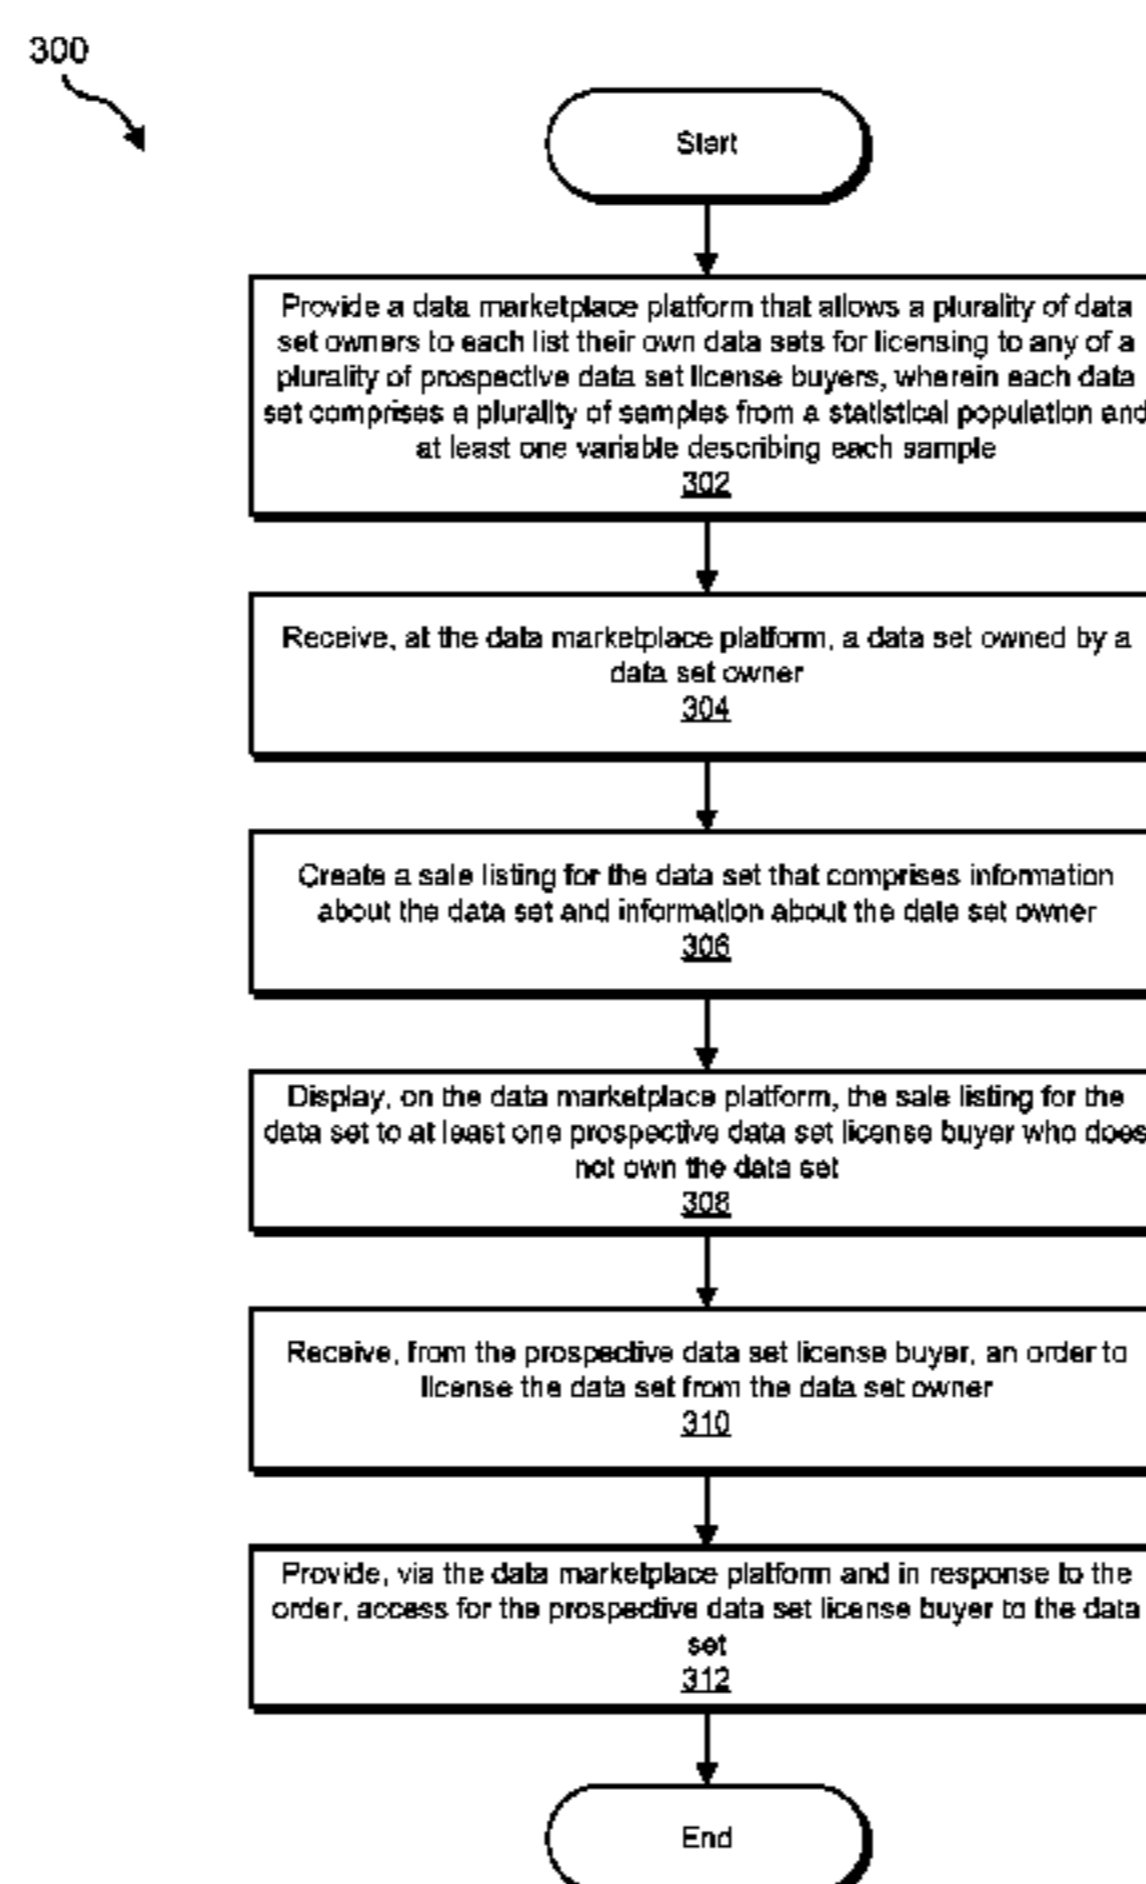 300
Start
Provide a data marketplace platform that allows a plurality of data
set owners to each list their own data sets for licensing to any of a
plurality of prospective data set license buyers, wherein each data
set comprises a plurality of samples from a statistical population and
at least one variable describing each sample
302
Receive, at the data marketplace platform, a data set owned by a
data set owner
304
Create a sale listing for the data set that comprises information
about the data set and information about the data set owner
306
Display, on the data marketplace platform, the sale listing for the
data set to at least one prospective data set license buyer who does
not own the data set
308
Receive, from the prospective data set license buyer, an order to
license the data set from the data set owner
310
Provide, via the data marketplace platform and in response to the
order, access for the prospective data set license buyer to the data
set
312
End